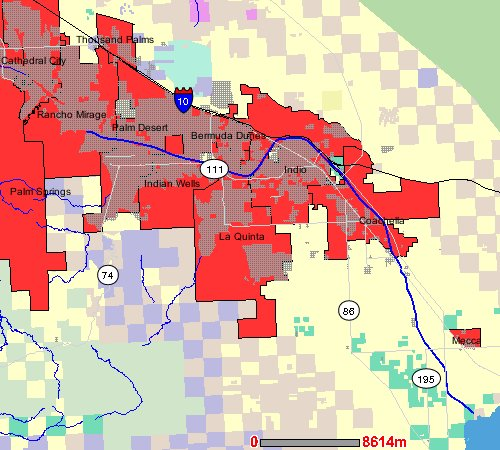 Thousand Palms
Cathedral City
10
Rancho Mirage
Palm Desert
Bermuda Dunes
111
Indio
Indian Wells
Palm Springs
Coachella
La Quinta
74
86
Mecca
195
0 8614m